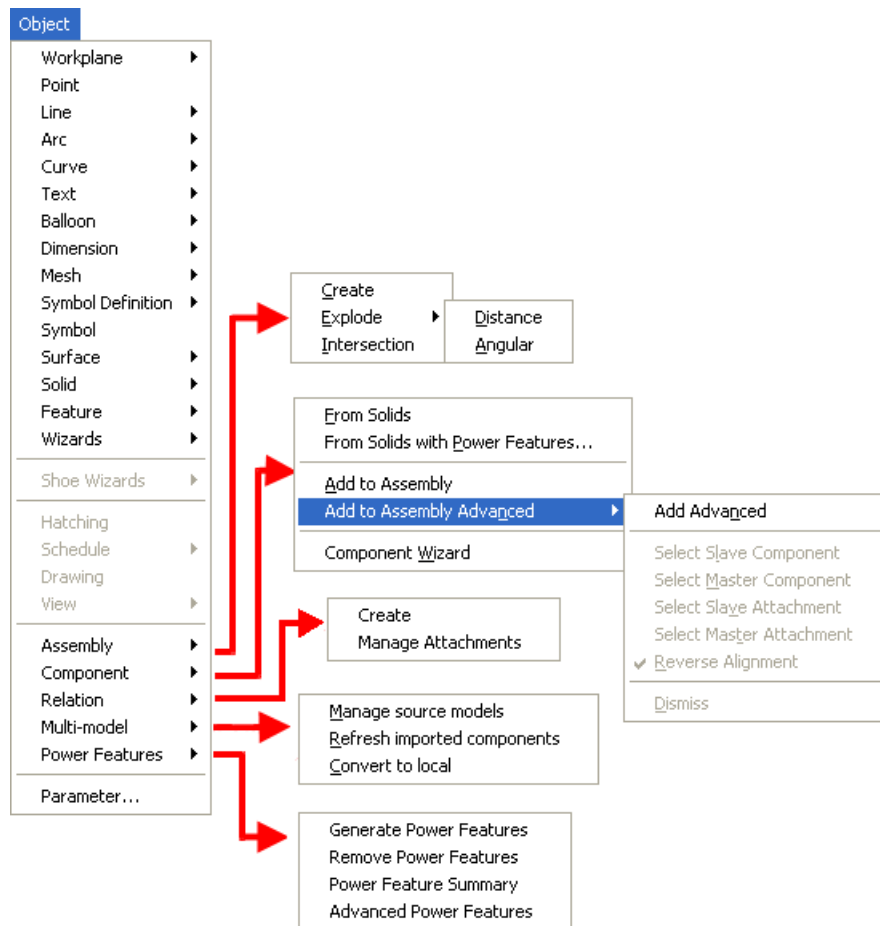 Object
Workplane
Point
Line
Arc
Curve
Text
Balloon
Dimension
Mesh
Symbol Definition
Symbol
Surface
Solid
Feature
Wizards
Shoe Wizards
Hatching
Schedule
Drawing
View
Assembly
Component
Relation
Multi-model
Power Features
Parameter...
Create
Explode
Intersection
Distance
Angular
From Solids
From Solids with Power Features...
Add to Assembly
Add to Assembly Advanced
Component Wizard
Add Advanced
Select Slave Component
Select Master Component
Select Slave Attachment
Select Master Attachment
Reverse Alignment
Dismiss
Create
Manage Attachments
Manage source models
Refresh imported components
Convert to local
Generate Power Features
Remove Power Features
Power Feature Summary
Advanced Power Features